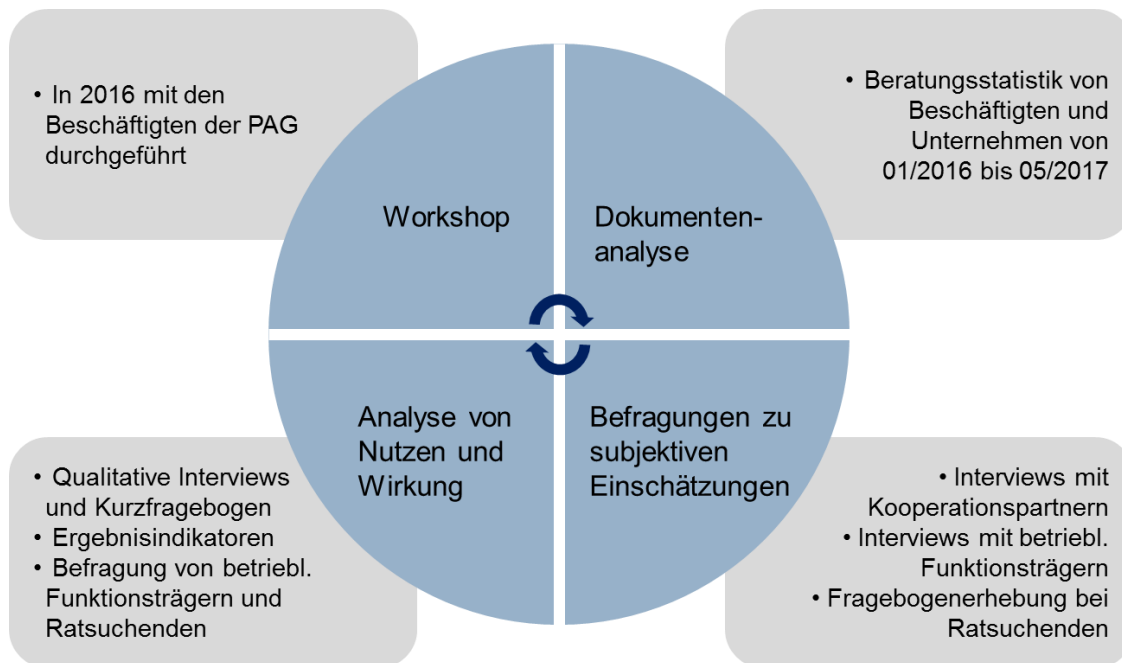 • In 2016 mit den
Beschäftigten der PAG
durchgeführt
• Beratungsstatistik von
Beschäftigten und
Unternehmen von
01/2016 bis 05/2017
Workshop
Dokumenten-
analyse
Analyse von
Nutzen und
Wirkung
Befragungen zu
subjektiven
Einschätzungen
• Qualitative Interviews
und Kurzfragebogen
• Ergebnisindikatoren
• Befragung von betriebl.
Funktionsträgern und
Ratsuchenden
• Interviews mit
Kooperationspartnern
• Interviews mit betriebl.
Funktionsträgern
• Fragebogenerhebung bei
Ratsuchenden